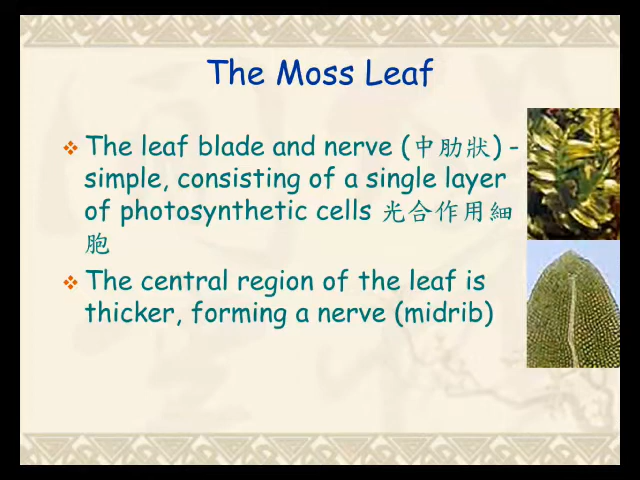 The Moss Leaf
The leaf blade and nerve (中肋狀) -
simple, consisting of a single layer
of photosynthetic cells 光合作用細
胞
The central region of the leaf is
thicker, forming a nerve (midrib)